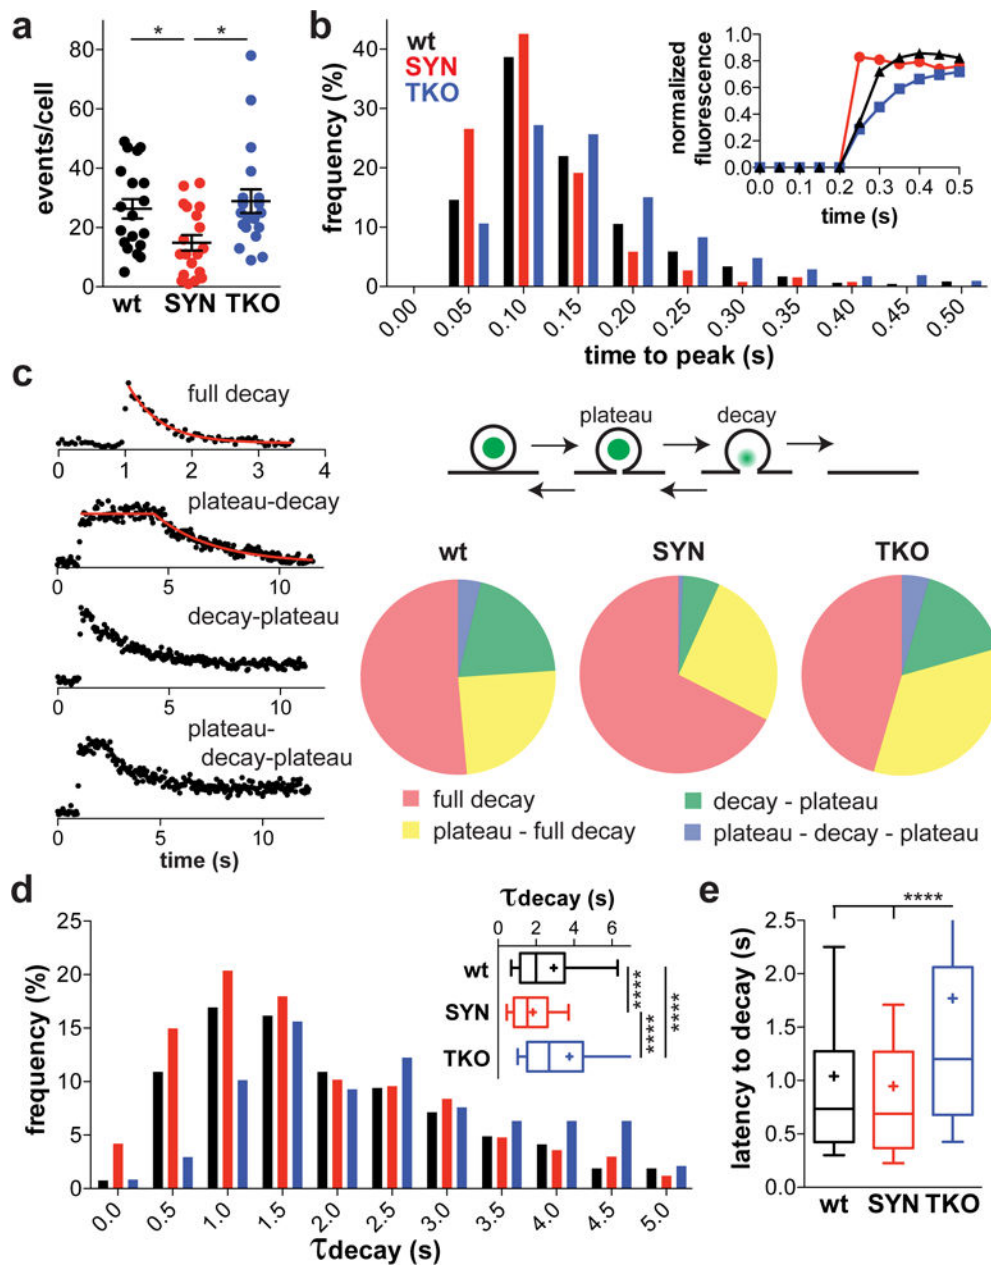 a
events/cell
80
60
40
20
0
* *
wt SYN TKO
b
frequency (%)
40
30
20
10
0
wt
SYN
TKO
0.00 0.05 0.10 0.15 0.20 0.25 0.30 0.35 0.40 0.45 0.50
time to peak (s)
normalized
fluorescence
1.0
0.8
0.6
0.4
0.2
0.0
0.0 0.1 0.2 0.3 0.4 0.5
time (s)
c
full decay
0 1 2 3 4
plateau-decay
0 5 10
decay-plateau
0 5 10
plateau-
decay-plateau
0 5 10
time (s)
plateau decay
wt SYN TKO
full decay
plateau - full decay
decay - plateau
plateau - decay - plateau
d
frequency (%)
25
20
15
10
5
0
0.0 0.5 1.0 1.5 2.0 2.5 3.0 3.5 4.0 4.5 5.0
τdecay (s)
τdecay (s)
0 2 4 6
wt
SYN
TKO
**** **** ****
e
latency to decay (s)
2.5
2.0
1.5
1.0
0.5
0.0
****
wt SYN TKO